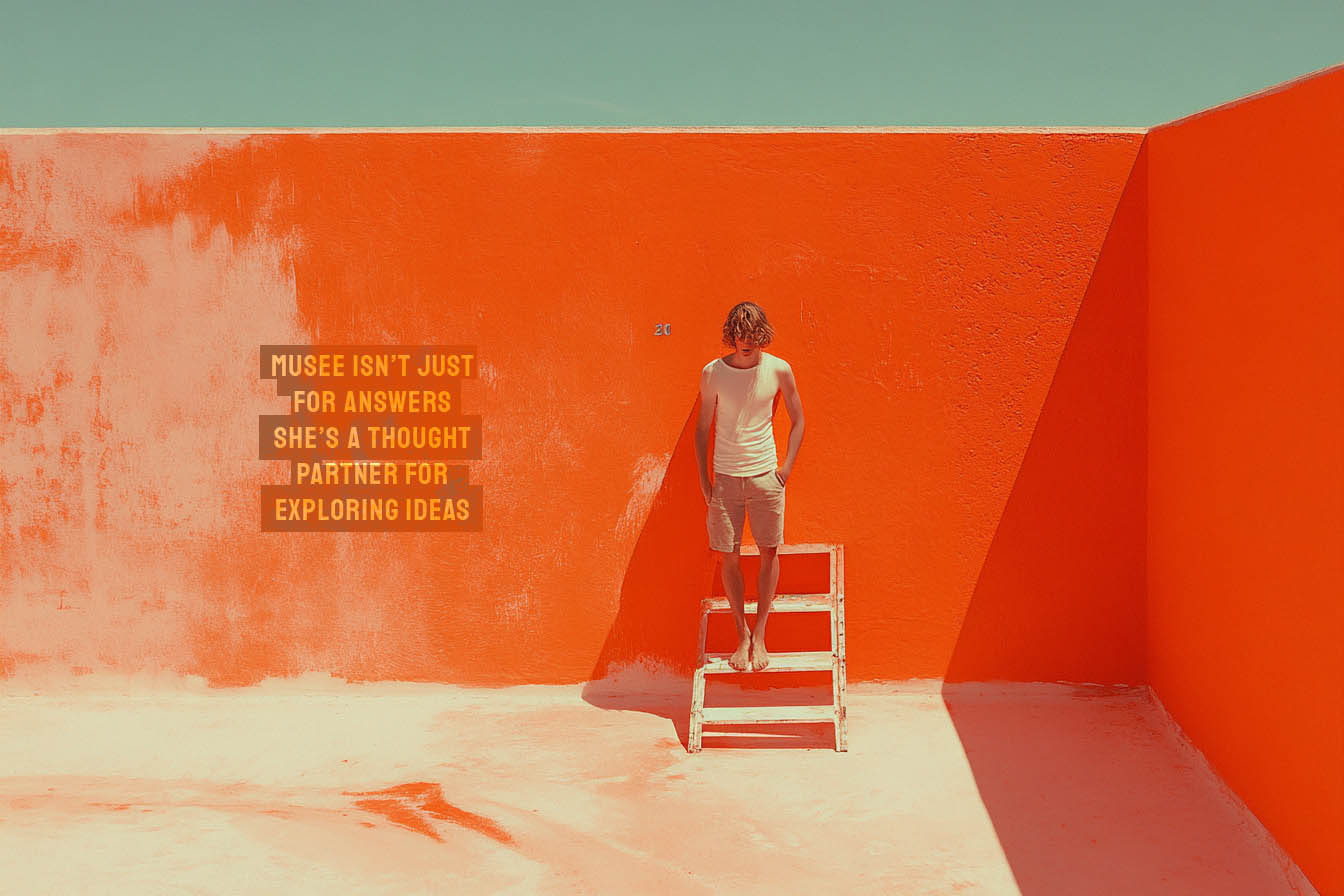 20
MUSEE ISN'T JUST
FOR ANSWERS
SHE'S A THOUGHT
PARTNER FOR
EXPLORING IDEAS